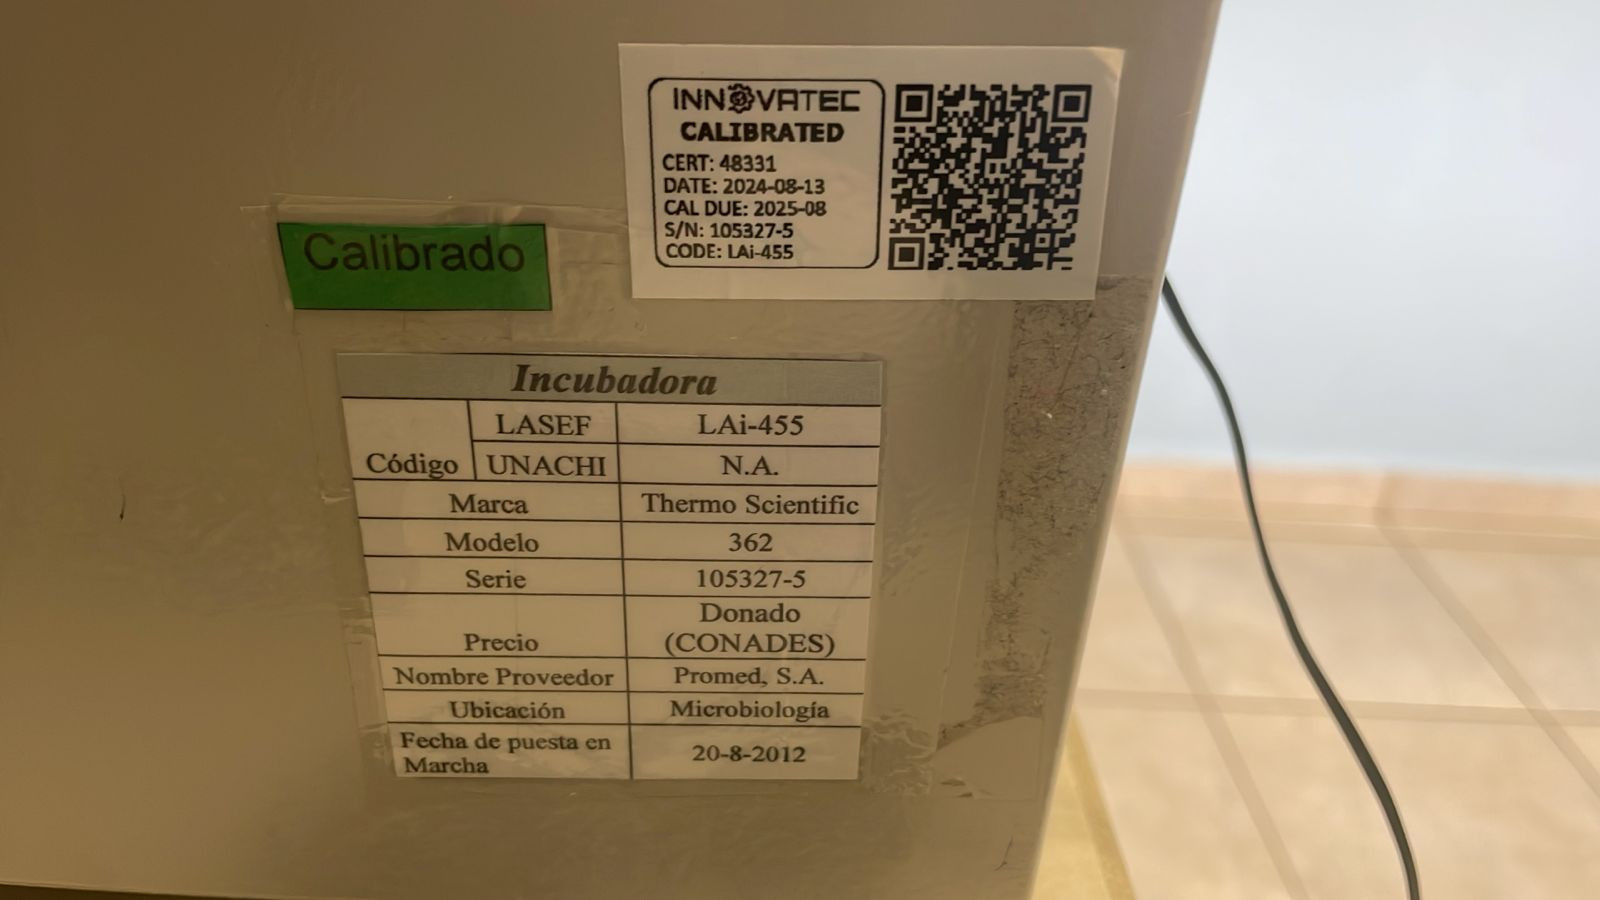 INNOVATEC
CALIBRATED
CERT: 48331
DATE: 2024-08-13
CAL DUE: 2025-08
S/N: 105327-5
CODE: LAi-455
Calibrado
Incubadora
Código LASEF LAi-455
UNACHI N.A.
Marca Thermo Scientific
Modelo 362
Serie 105327-5
Precio Donado (CONADES)
Nombre Proveedor Promed, S.A.
Ubicación Microbiología
Fecha de puesta en Marcha 20-8-2012